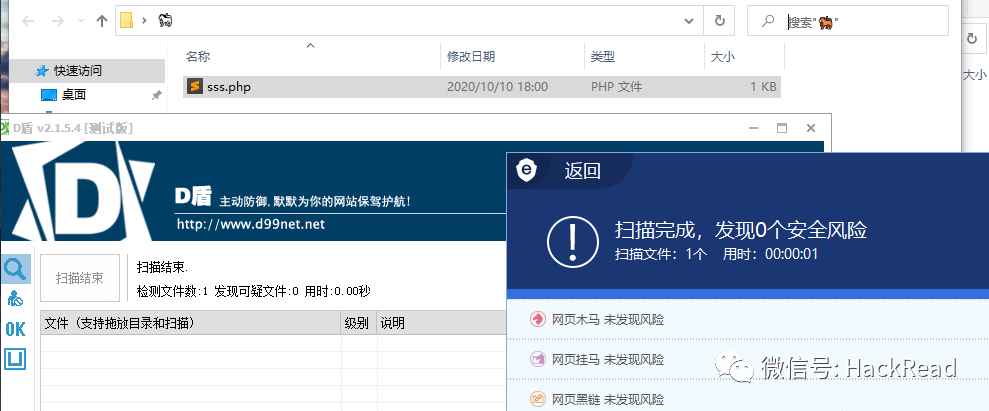 搜索" "
名称 修改日期 类型 大小
快速访问
桌面
sss.php 2020/10/10 18:00 PHP 文件 1 KB
大小
D盾 v2.1.5.4 [测试版]
D盾 主动防御,默默为你的网站保驾护航!
http://www.d99net.net
扫描结束
扫描结束.
检测文件数:1 发现可疑文件:0 用时:0.00秒
OK
文件（支持拖放目录和扫描） 级别 说明
返回
扫描完成，发现0个安全风险
扫描文件：1个 用时：00:00:01
网页木马 未发现风险
网页挂马 未发现风险
网页黑链 未发现风险
微信号: HackRead